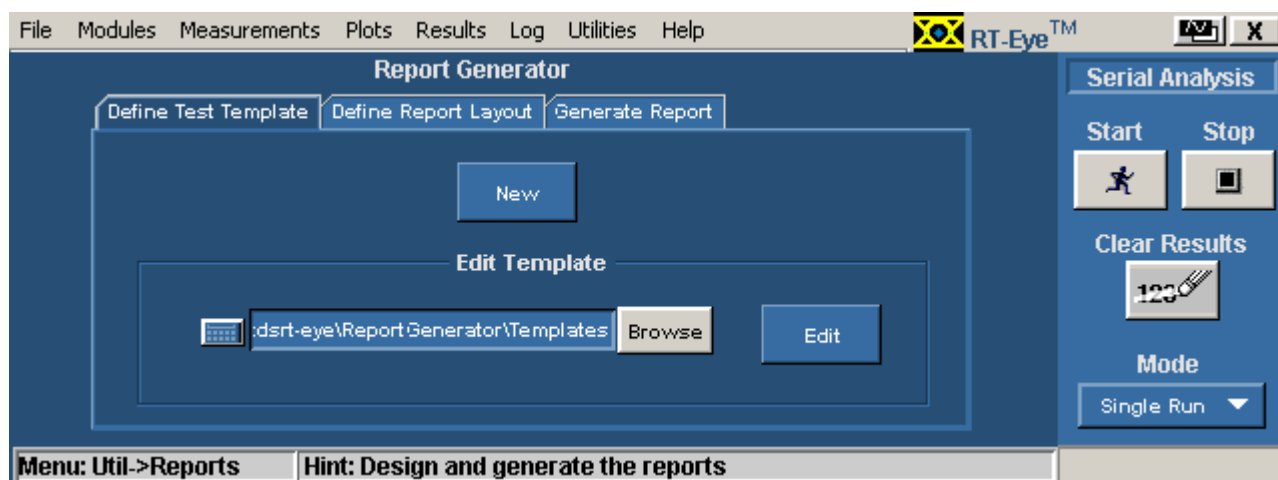 File Modules Measurements Plots Results Log Utilities Help RT-Eye™ X
Report Generator
Define Test Template Define Report Layout Generate Report
New
Edit Template
:dsrt-eye\ReportGenerator\Templates Browse Edit
Serial Analysis
Start Stop
Clear Results
123
Mode
Single Run
Menu: Util->Reports Hint: Design and generate the reports